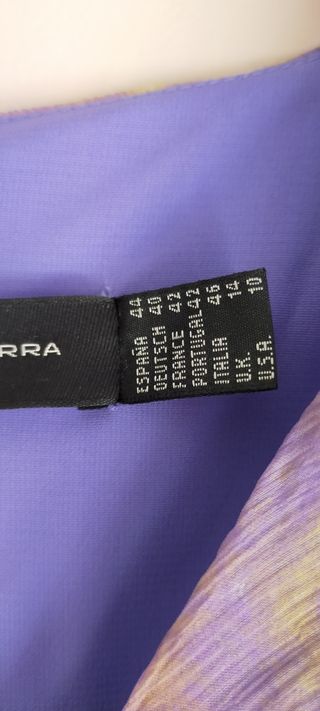 RRA
ESPAÑA 44
DEUTSCH 40
FRANCE 42
PORTUGAL 42
ITALIA 46
U.K. 14
U.S.A. 10